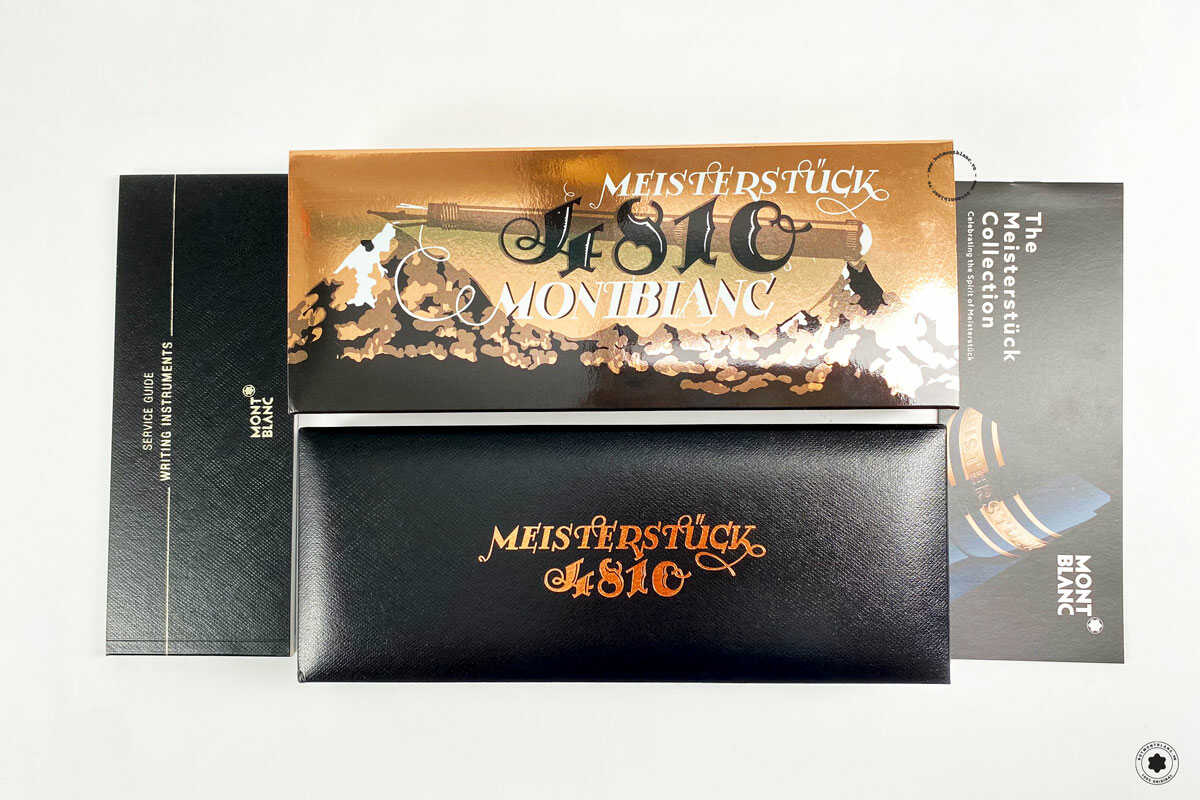 SERVICE GUIDE
WRITING INSTRUMENTS
MONT
BLANC
MEISTERSTÜCK
4810
MONTBLANC
MEISTERSTÜCK
4810
The
Meisterstück
Collection
Celebrating the Spirit of Meisterstück
MONT
BLANC